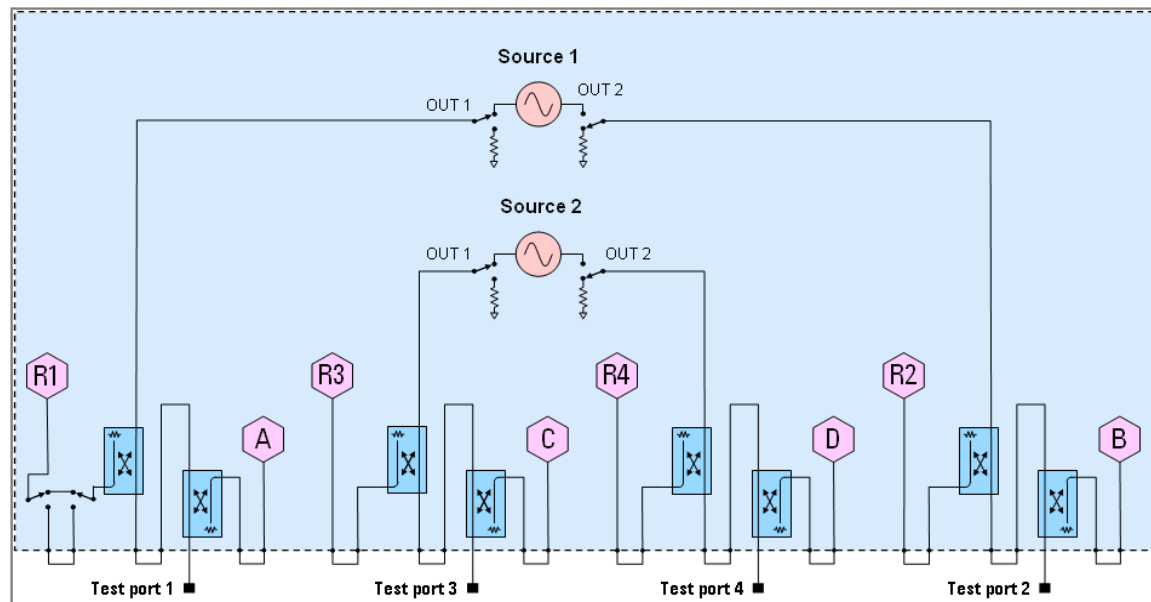 Source 1
OUT 1
OUT 2
Source 2
OUT 1
OUT 2
R1
R3
R4
R2
A
C
D
B
Test port 1
Test port 3
Test port 4
Test port 2